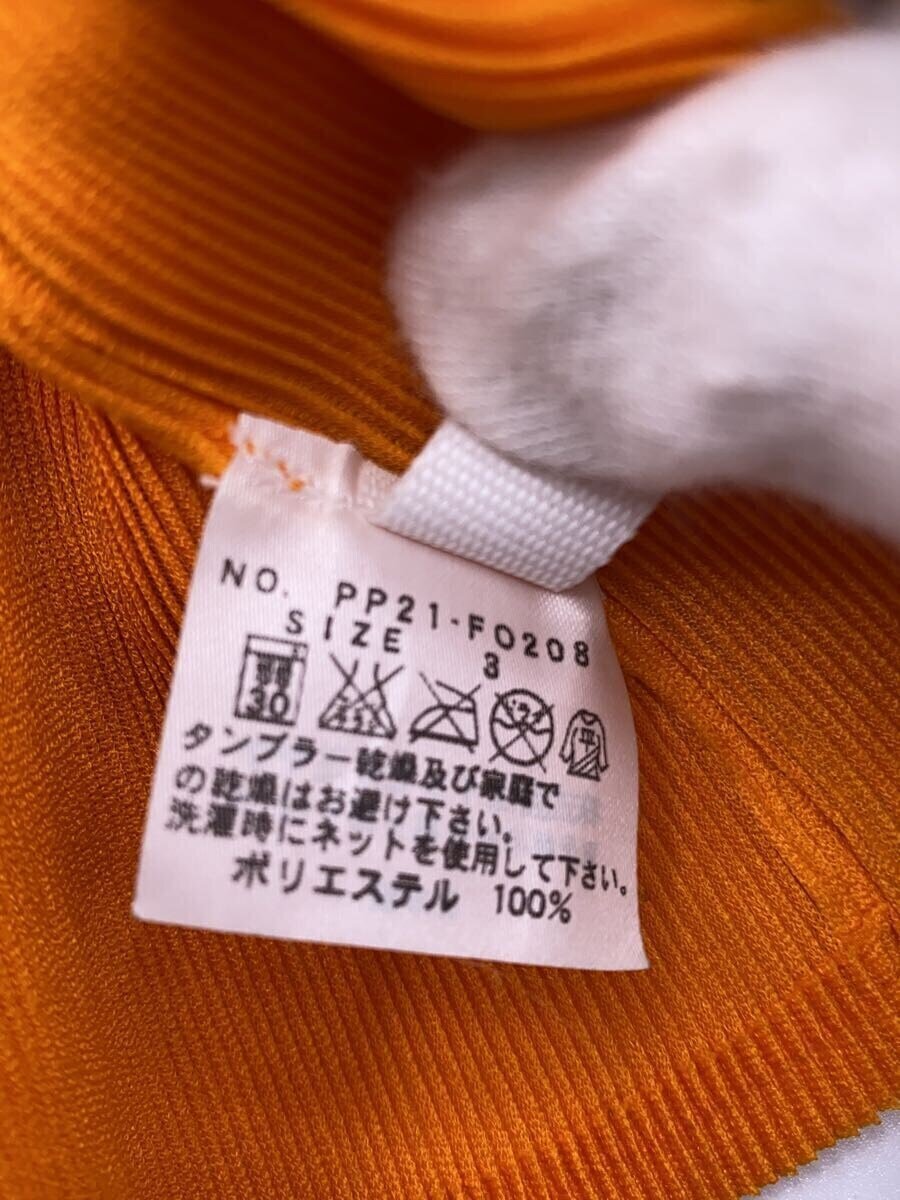 NO. PP21-F0208
SIZE 3
30 平
タンブラー乾燥及び家庭で
の乾燥はお避け下さい。
洗濯時にネットを使用して下さい。
ポリエステル 100%